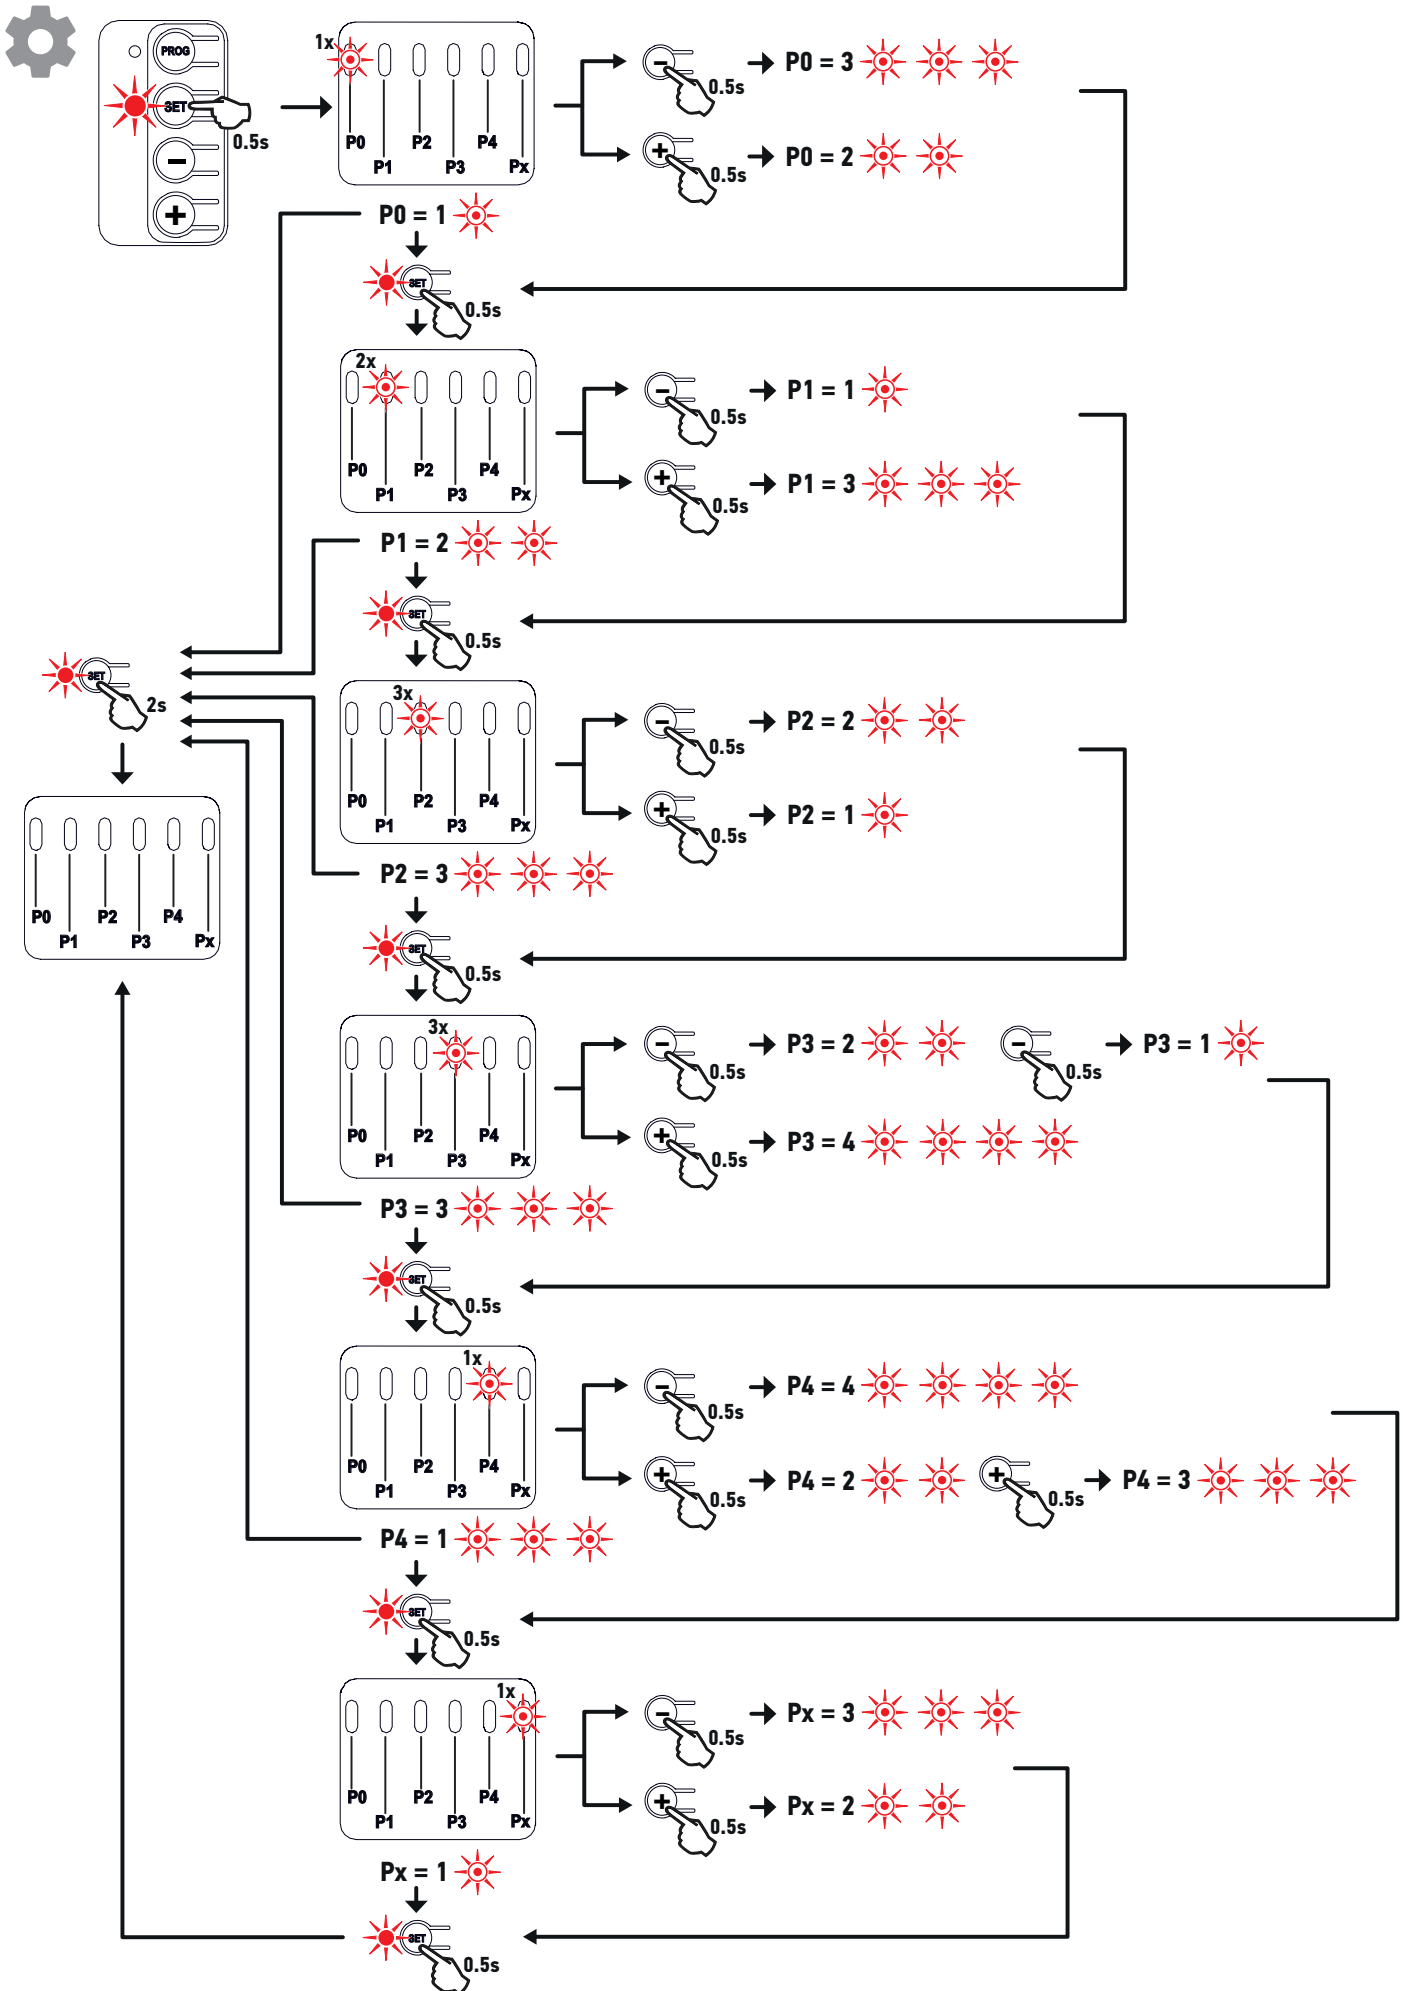 PROG
SET
0.5s
−
+
1x
P0 P2 P4
P1 P3 Px
−
0.5s
P0 = 3
+
0.5s
P0 = 2
P0 = 1
SET
0.5s
2x
P0 P2 P4
P1 P3 Px
−
0.5s
P1 = 1
+
0.5s
P1 = 3
P1 = 2
SET
0.5s
SET
2s
P0 P2 P4
P1 P3 Px
3x
P0 P2 P4
P1 P3 Px
−
0.5s
P2 = 2
+
0.5s
P2 = 1
P2 = 3
SET
0.5s
3x
P0 P2 P4
P1 P3 Px
−
0.5s
P3 = 2
−
0.5s
P3 = 1
+
0.5s
P3 = 4
P3 = 3
SET
0.5s
1x
P0 P2 P4
P1 P3 Px
−
0.5s
P4 = 4
+
0.5s
P4 = 2
+
0.5s
P4 = 3
P4 = 1
SET
0.5s
1x
P0 P2 P4
P1 P3 Px
−
0.5s
Px = 3
+
0.5s
Px = 2
Px = 1
SET
0.5s